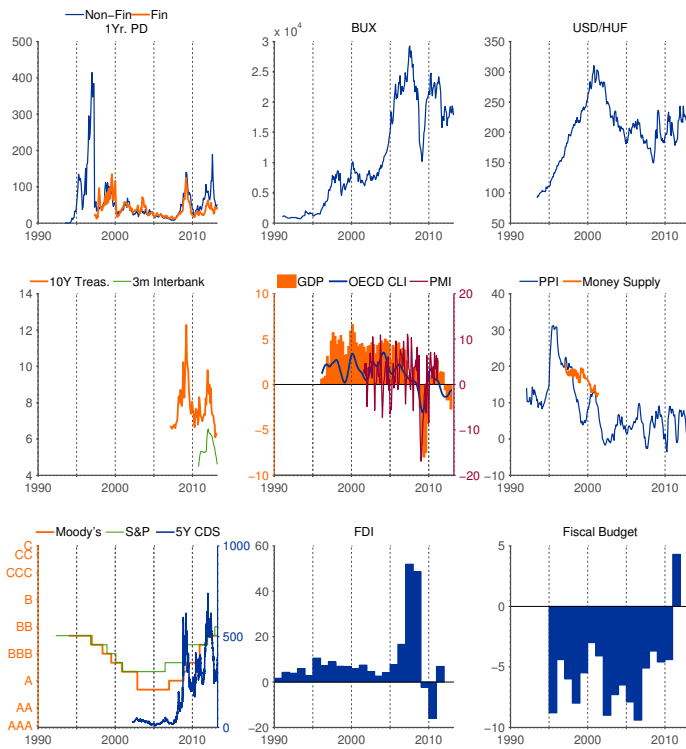 Non−Fin Fin
1Yr. PD
500
400
300
200
100
0
1990 2000 2010
BUX
x 10^4
3
2.5
2
1.5
1
0.5
0
1990 2000 2010
USD/HUF
350
300
250
200
150
100
50
1990 2000 2010
10Y Treas. 3m Interbank
14
12
10
8
6
4
1990 2000 2010
GDP OECD CLI PMI
10 20
5 10
0 0
−5 −10
−10 −20
1990 2000 2010
PPI Money Supply
40
30
20
10
0
−10
1990 2000 2010
Moody's S&P 5Y CDS
C 1000
CC
CCC
B
BB 500
BBB
A
AA
AAA 0
1990 2000 2010
FDI
60
40
20
0
−20
1990 2000 2010
Fiscal Budget
5
0
−5
−10
1990 2000 2010